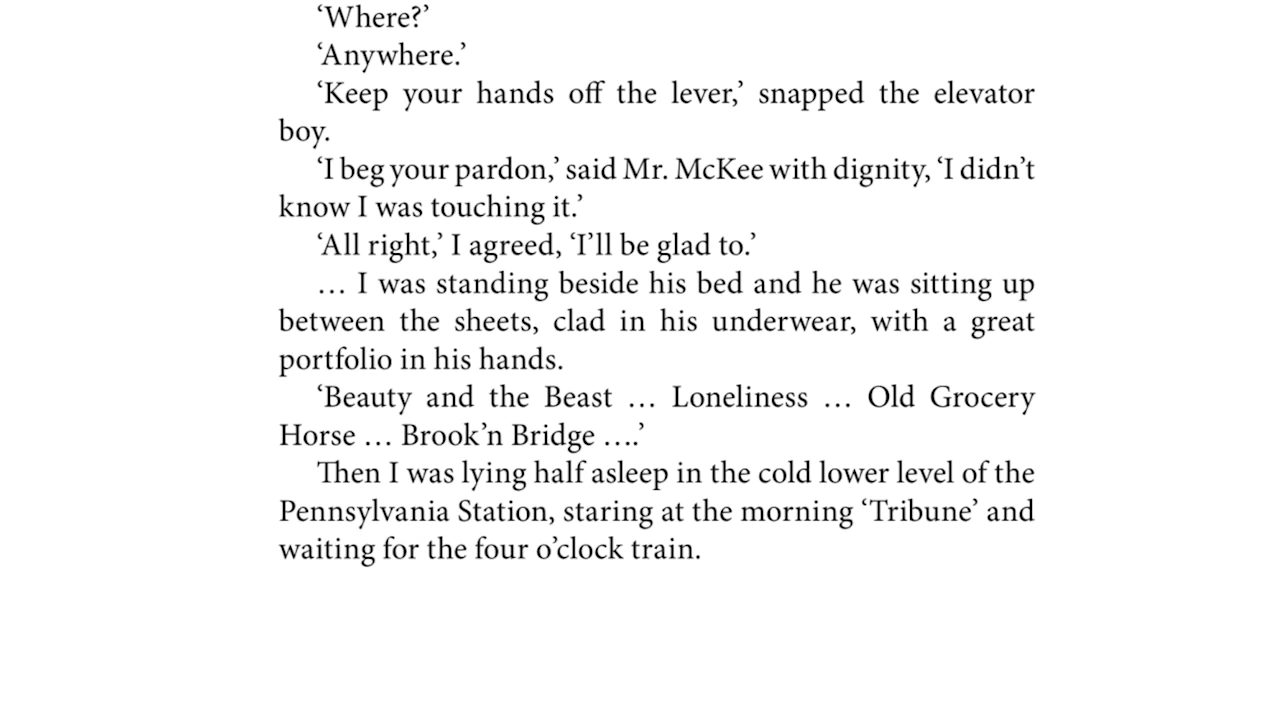 ‘Where?’
‘Anywhere.’
‘Keep your hands off the lever,’ snapped the elevator
boy.
‘I beg your pardon,’ said Mr. McKee with dignity, ‘I didn’t
know I was touching it.’
‘All right,’ I agreed, ‘I’ll be glad to.’
… I was standing beside his bed and he was sitting up
between the sheets, clad in his underwear, with a great
portfolio in his hands.
‘Beauty and the Beast … Loneliness … Old Grocery
Horse … Brook’n Bridge ….’
Then I was lying half asleep in the cold lower level of the
Pennsylvania Station, staring at the morning ‘Tribune’ and
waiting for the four o’clock train.